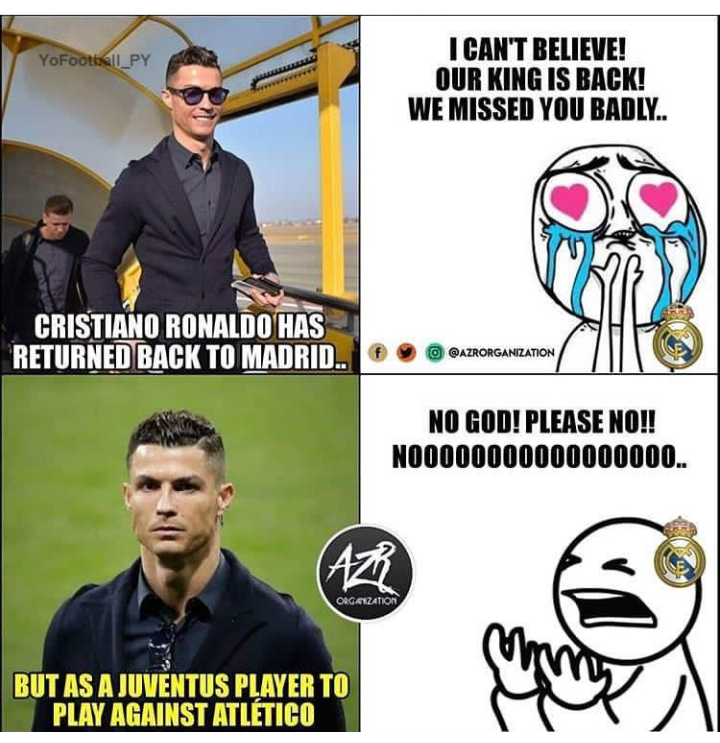 YoFootball_PY
CRISTIANO RONALDO HAS
RETURNED BACK TO MADRID..
I CAN'T BELIEVE!
OUR KING IS BACK!
WE MISSED YOU BADLY..
@AZRORGANIZATION
BUT AS A JUVENTUS PLAYER TO
PLAY AGAINST ATLÉTICO
AZR
ORGANIZATION
NO GOD! PLEASE NO!!
NOOOOOOOOOOOOOOOOO..